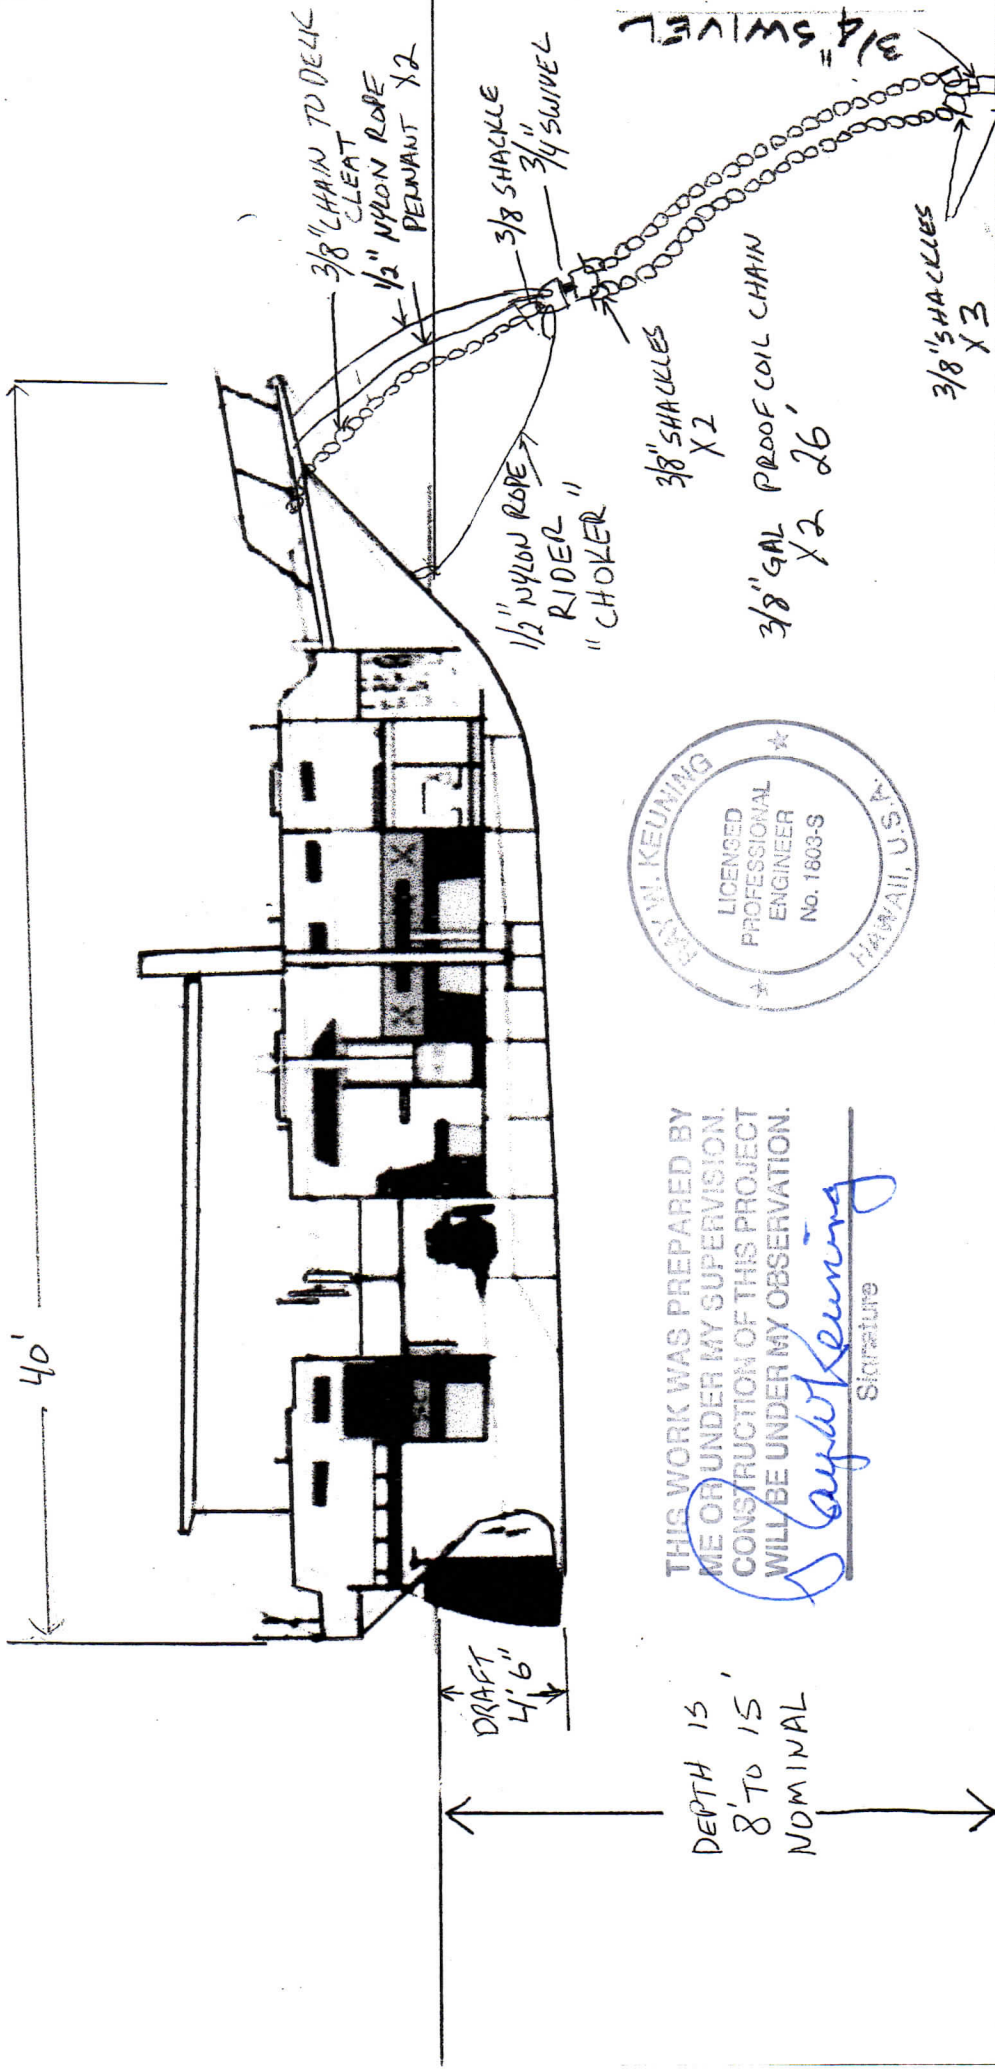 40'
3/8" CHAIN TO DECK
CLEAT
1/2" NYLON ROPE
PENNANT X2
3/8 SHACKLE
3/4 SWIVEL
1/2" NYLON ROPE
RIDER "
"CHOKER"
3/8" SHACKLES
X2
3/8" GAL PROOF COIL CHAIN
X2 26'
3/8" SHACKLES
X3
3/4" SWIVEL
DRAFT
4'6"
DEPTH IS
8' TO 15'
NOMINAL
THIS WORK WAS PREPARED BY
ME OR UNDER MY SUPERVISION.
CONSTRUCTION OF THIS PROJECT
WILL BE UNDER MY OBSERVATION.
Ray W Keuning
Signature
RAY W. KEUNING
LICENSED
PROFESSIONAL
ENGINEER
No. 1803-S
HAWAII, U.S.A.
X X